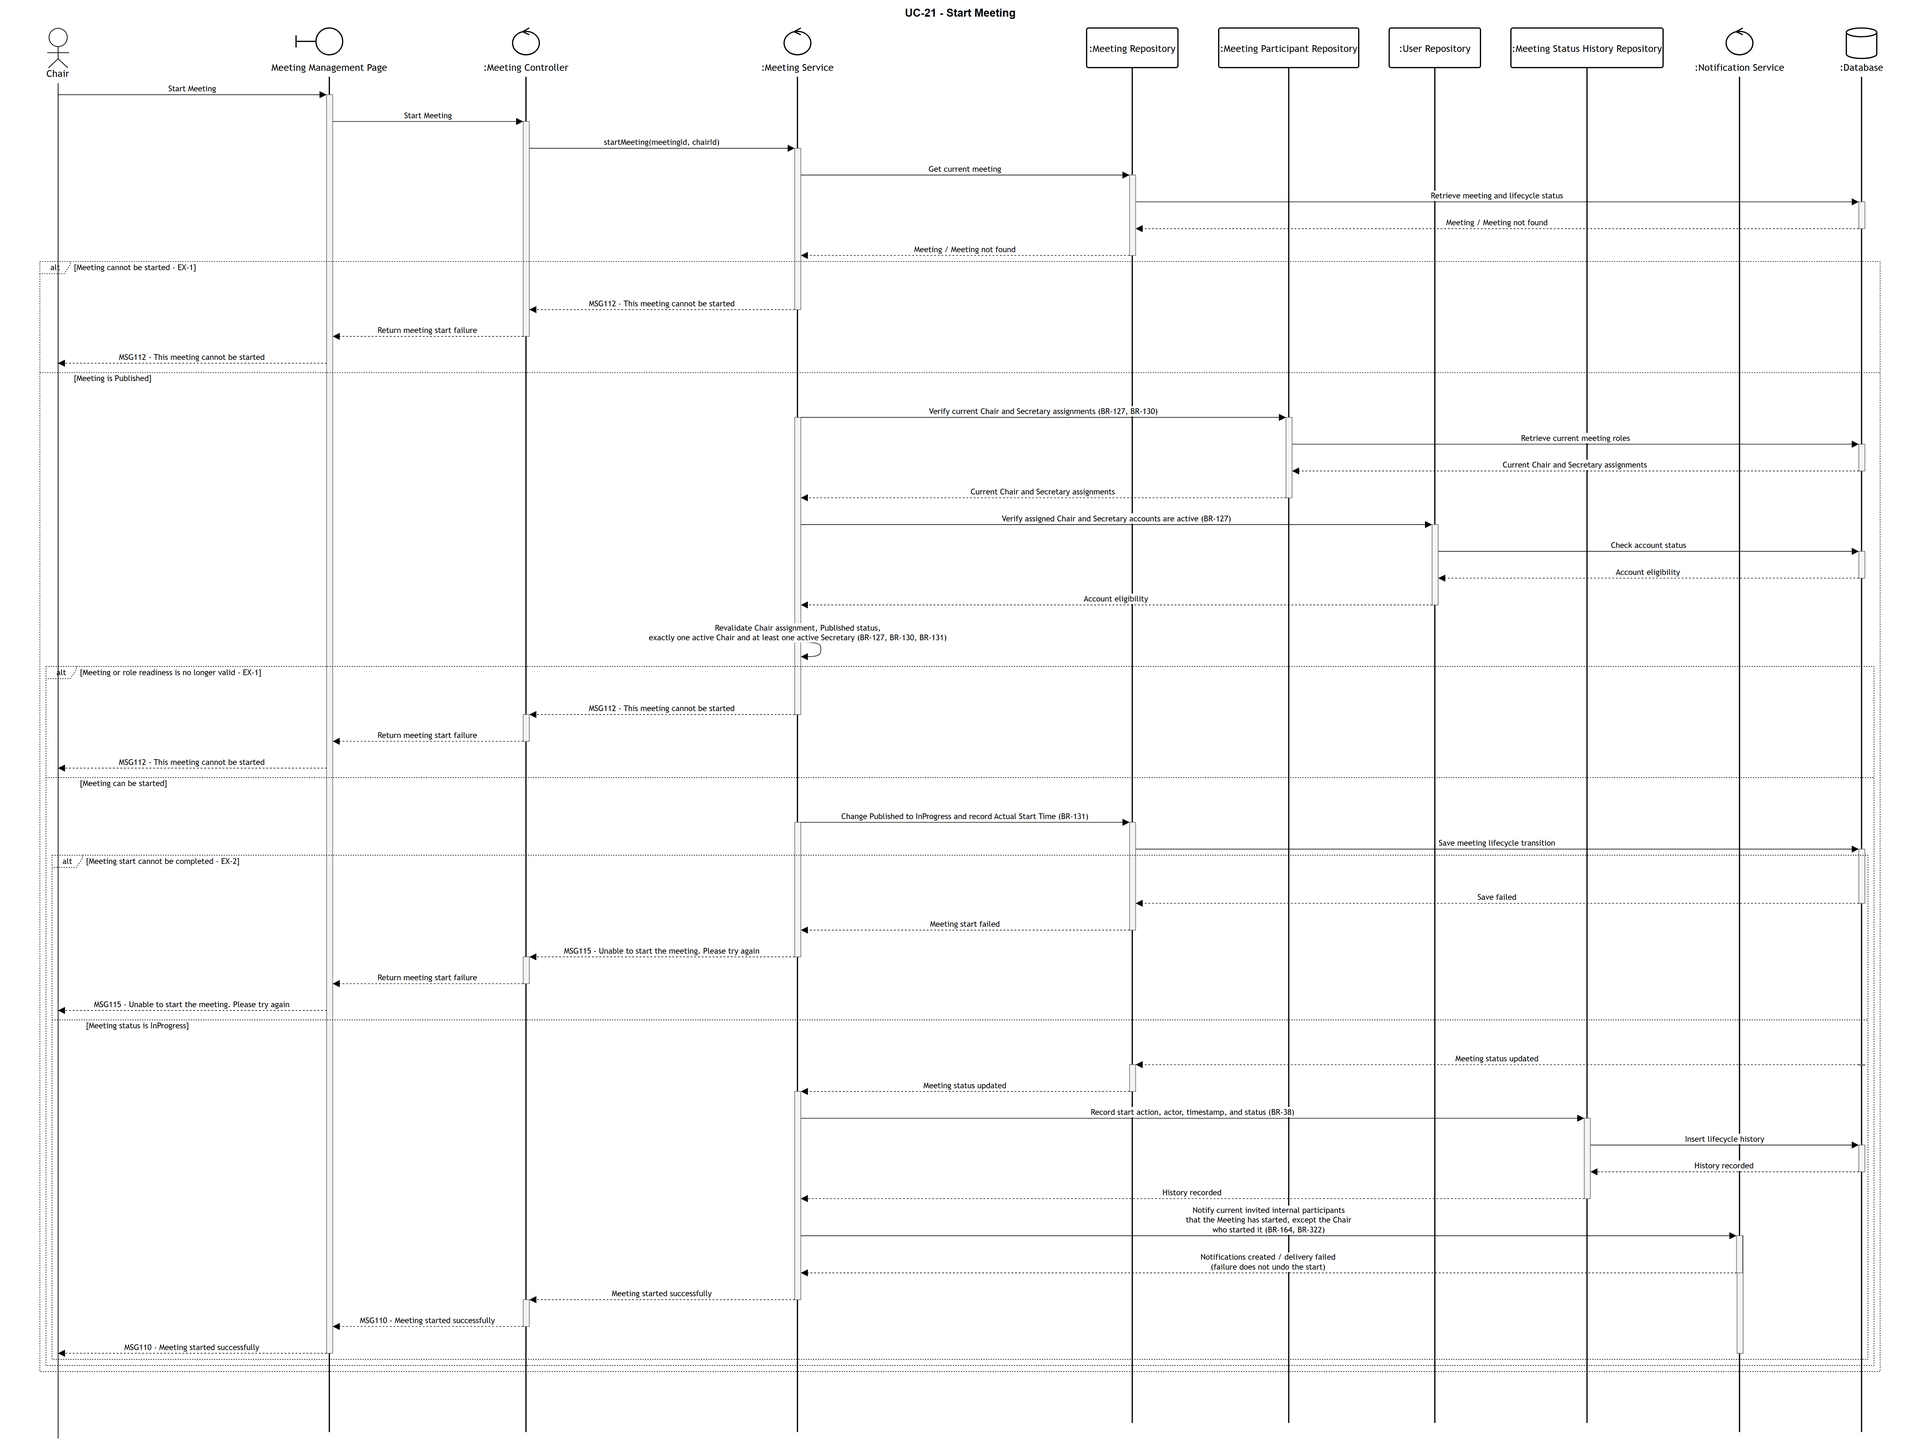 UC-21 - Start Meeting
Chair
Meeting Management Page
:Meeting Controller
:Meeting Service
:Meeting Repository
:Meeting Participant Repository
:User Repository
:Meeting Status History Repository
:Notification Service
:Database
Start Meeting
Start Meeting
startMeeting(meetingId, chairId)
Get current meeting
Retrieve meeting and lifecycle status
Meeting / Meeting not found
Meeting / Meeting not found
alt
[Meeting cannot be started - EX-1]
MSG112 - This meeting cannot be started
Return meeting start failure
MSG112 - This meeting cannot be started
[Meeting is Published]
Verify current Chair and Secretary assignments (BR-127, BR-130)
Retrieve current meeting roles
Current Chair and Secretary assignments
Current Chair and Secretary assignments
Verify assigned Chair and Secretary accounts are active (BR-127)
Check account status
Account eligibility
Account eligibility
Revalidate Chair assignment, Published status,
exactly one active Chair and at least one active Secretary (BR-127, BR-130, BR-131)
alt
[Meeting or role readiness is no longer valid - EX-1]
MSG112 - This meeting cannot be started
Return meeting start failure
MSG112 - This meeting cannot be started
[Meeting can be started]
Change Published to InProgress and record Actual Start Time (BR-131)
Save meeting lifecycle transition
alt
[Meeting start cannot be completed - EX-2]
Save failed
Meeting start failed
MSG115 - Unable to start the meeting. Please try again
Return meeting start failure
MSG115 - Unable to start the meeting. Please try again
[Meeting status is InProgress]
Meeting status updated
Meeting status updated
Record start action, actor, timestamp, and status (BR-38)
Insert lifecycle history
History recorded
History recorded
Notify current invited internal participants
that the Meeting has started, except the Chair
who started it (BR-164, BR-322)
Notifications created / delivery failed
(failure does not undo the start)
Meeting started successfully
MSG110 - Meeting started successfully
MSG110 - Meeting started successfully